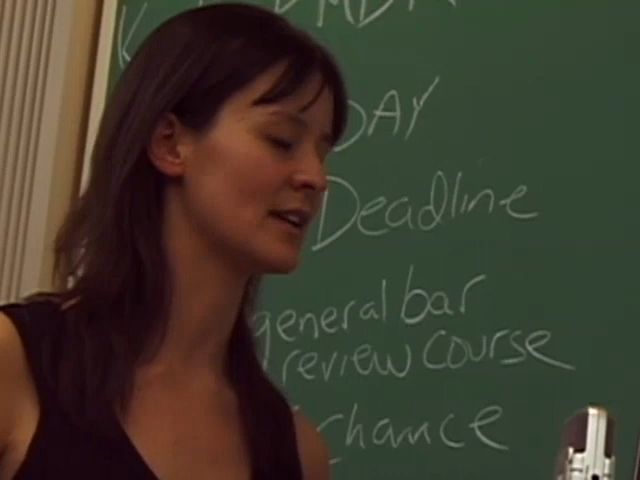 DAY
Deadline
general bar
review course
chance